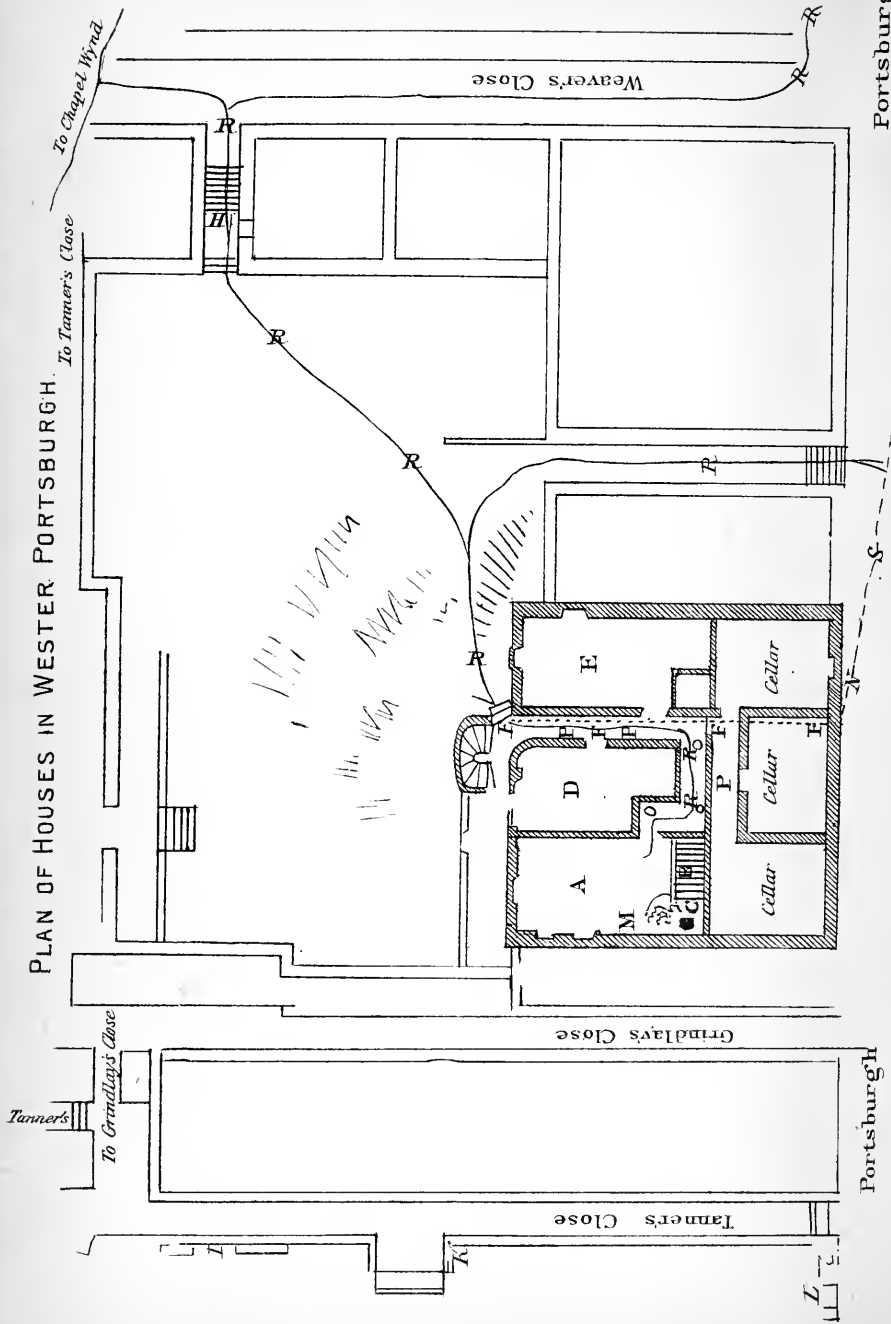 PLAN OF HOUSES IN WESTER PORTSBURGH.
To Chapel Wynd
To Tanner's Close
Tanner's
To Grindlay's Close
R
H
R
Weaver's Close
R
R
R
R
R
R
S
N
F
E
D
A
M
B
C
O
R
R
F
F
F
F
P
F
Cellar
Cellar
Cellar
Grindlay's Close
Tanner's Close
I
K
L
Portsburgh
Portsburg